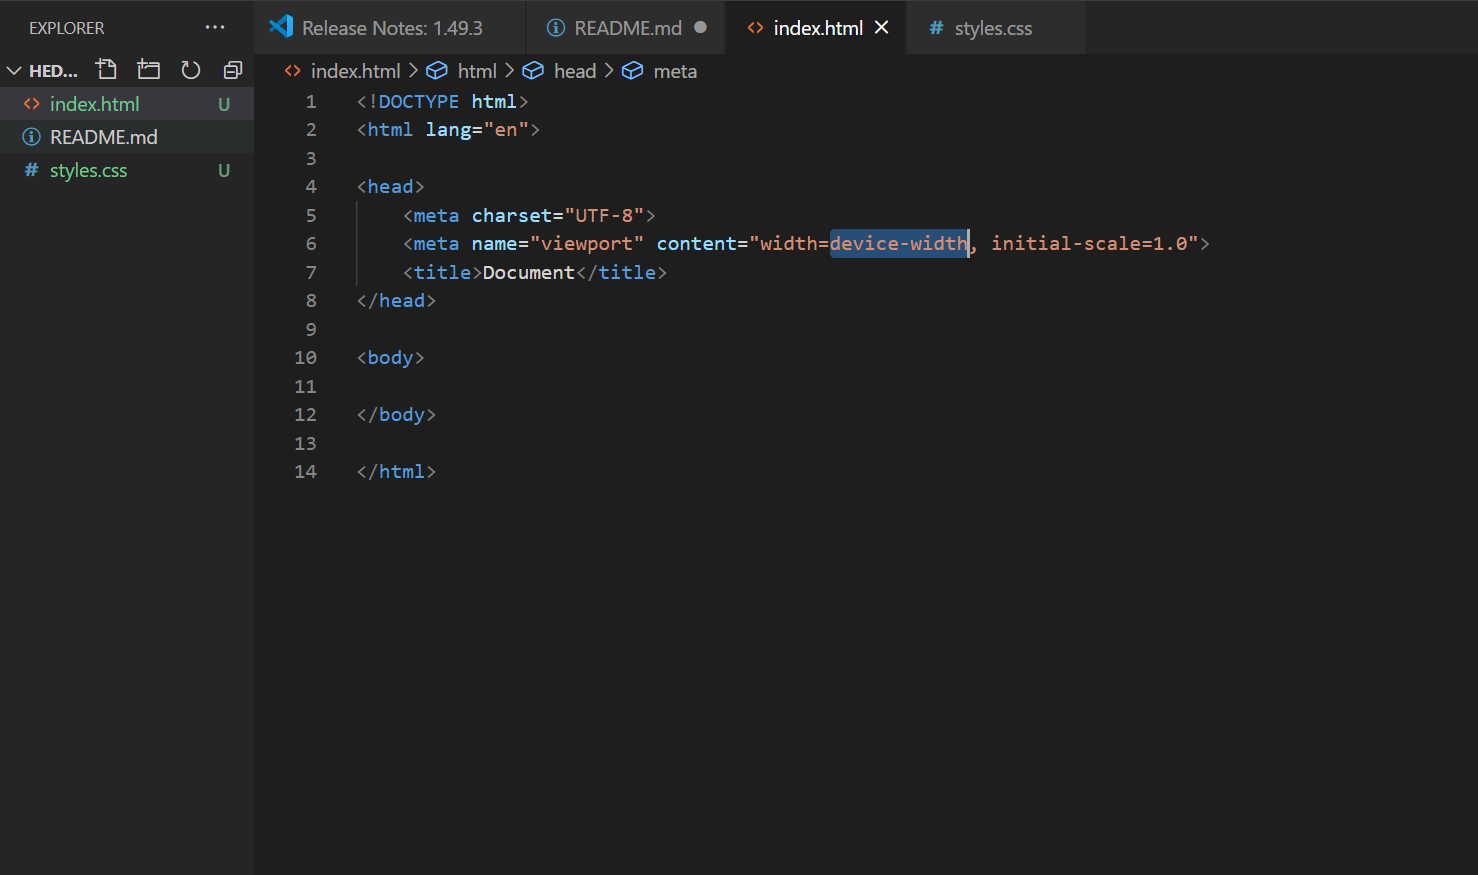 EXPLORER ...
HED...
index.html U
README.md
styles.css U
Release Notes: 1.49.3 README.md index.html styles.css
index.html > html > head > meta
1 <!DOCTYPE html>
2 <html lang="en">
3
4 <head>
5 <meta charset="UTF-8">
6 <meta name="viewport" content="width=device-width, initial-scale=1.0">
7 <title>Document</title>
8 </head>
9
10 <body>
11
12 </body>
13
14 </html>